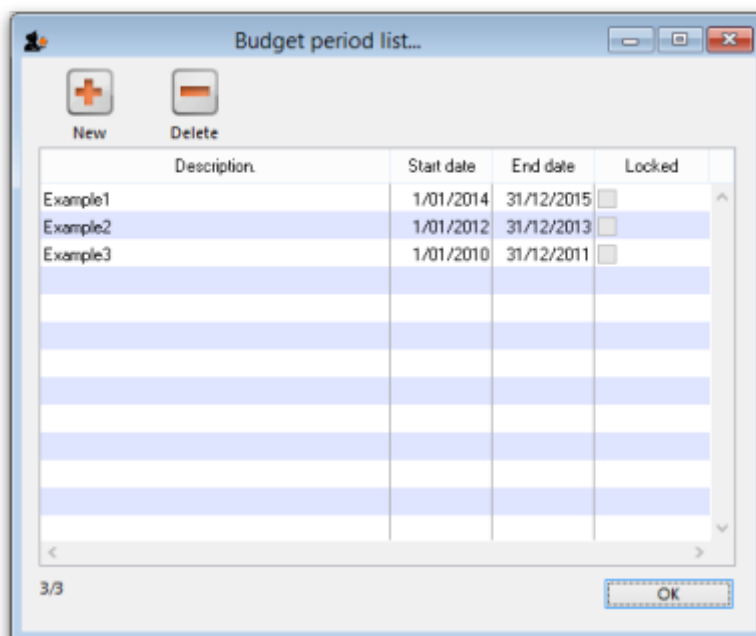 Budget period list...
New Delete
Description. Start date End date Locked
Example1 1/01/2014 31/12/2015
Example2 1/01/2012 31/12/2013
Example3 1/01/2010 31/12/2011
3/3 OK